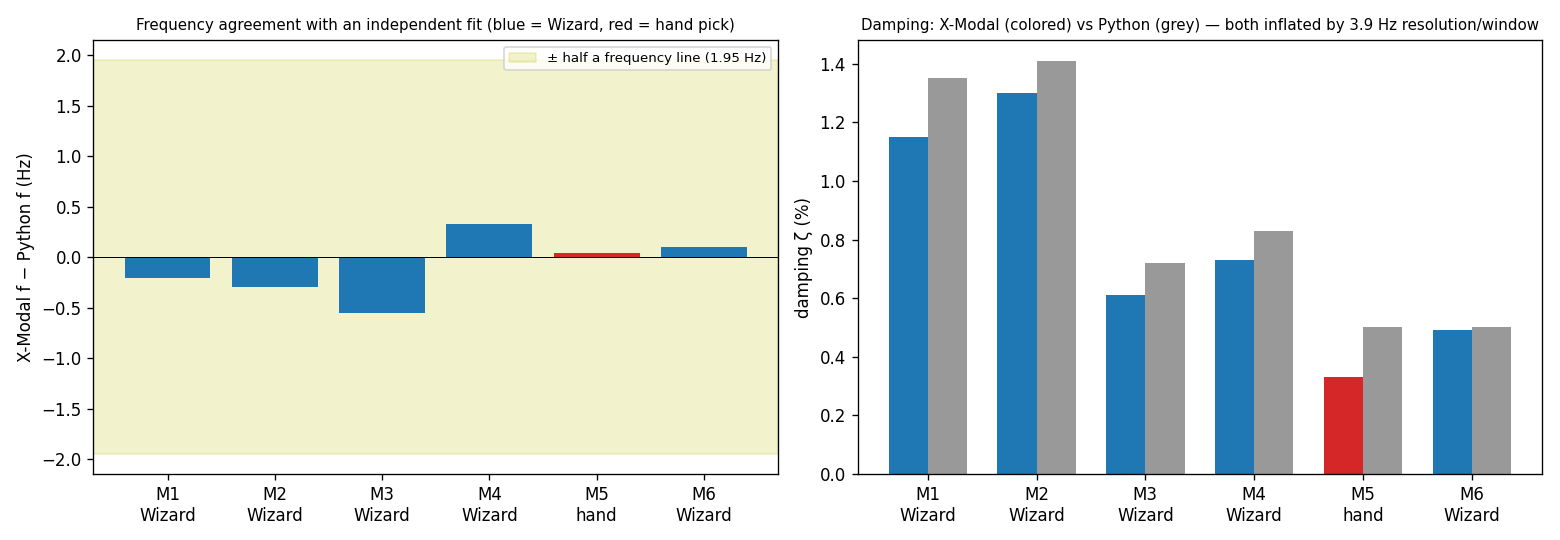 Frequency agreement with an independent fit (blue = Wizard, red = hand pick)
± half a frequency line (1.95 Hz)
X-Modal f − Python f (Hz)
2.0
1.5
1.0
0.5
0.0
−0.5
−1.0
−1.5
−2.0
M1 M2 M3 M4 M5 M6
Wizard Wizard Wizard Wizard hand Wizard
Damping: X-Modal (colored) vs Python (grey) — both inflated by 3.9 Hz resolution/window
damping ζ (%)
1.4
1.2
1.0
0.8
0.6
0.4
0.2
0.0
M1 M2 M3 M4 M5 M6
Wizard Wizard Wizard Wizard hand Wizard